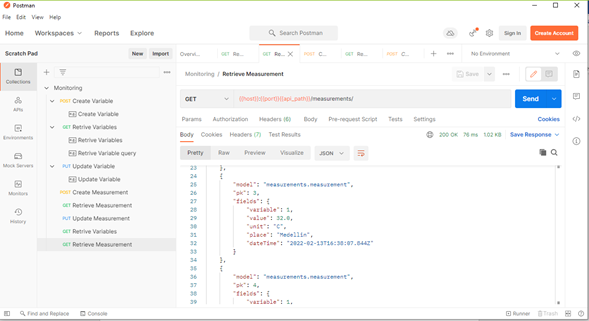 Postman
File Edit View Help
Home Workspaces Reports Explore Search Postman Sign in Create Account
Scratch Pad New Import Overvi... GET Ro... GET Re... POST C... GET Re... POST C... No Environment
Collections
APIs
Environments
Mock Servers
Monitors
History
Monitoring
POST Create Variable
Create Variable
GET Retrive Variables
Retrive Variables
Retrive Variable query
PUT Update Variable
Update Variable
POST Create Measurement
GET Retrieve Measurement
PUT Update Measurement
GET Retrive Variables
GET Retrieve Measurement
Monitoring / Retrieve Measurement Save
GET {{host}}:{{port}}{{api_path}}/measurements/ Send
Params Authorization Headers (6) Body Pre-request Script Tests Settings Cookies
Body Cookies Headers (7) Test Results 200 OK 76 ms 1.02 KB Save Response
Pretty Raw Preview Visualize JSON
23 },
24 {
25 "model": "measurements.measurement",
26 "pk": 3,
27 "fields": {
28 "variable": 1,
29 "value": 32.0,
30 "unit": "C",
31 "place": "Medellin",
32 "dateTime": "2022-02-13T16:38:07.844Z"
33 }
34 },
35 {
36 "model": "measurements.measurement",
37 "pk": 4,
38 "fields": {
39 "variable": 1,
Find and Replace Console Runner Trash